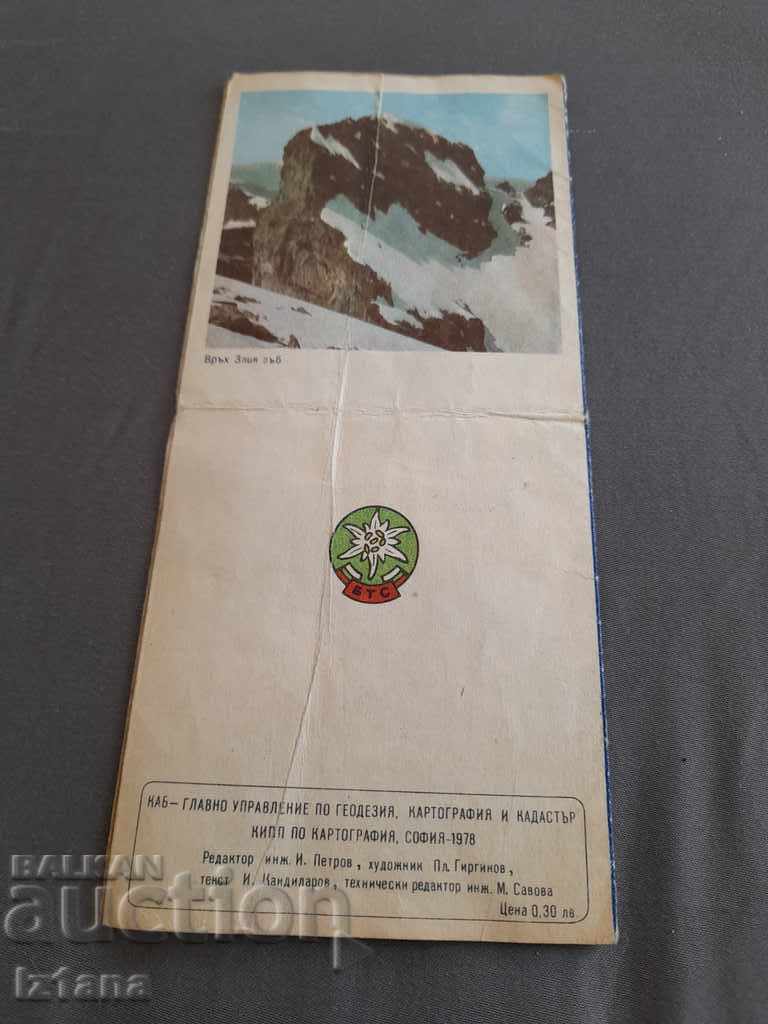 Връх Злия зъб
БТС
КАБ – ГЛАВНО УПРАВЛЕНИЕ ПО ГЕОДЕЗИЯ, КАРТОГРАФИЯ И КАДАСТЪР
КИПП ПО КАРТОГРАФИЯ, СОФИЯ-1978
Редактор инж. И. Петров, художник Пл. Гиргинов,
текст И. Кандиларов, технически редактор инж. М. Савова
Цена 0,30 лв.
BALKAN
auction
iz1ana